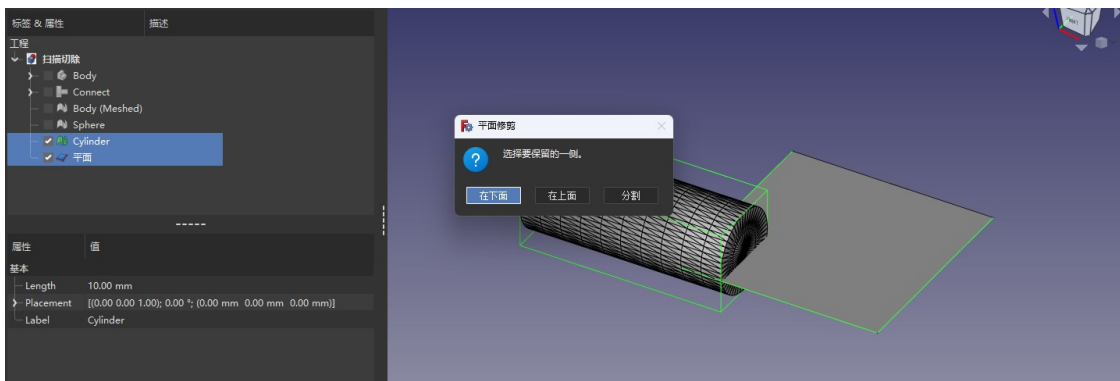 标签 & 属性 描述
工程
扫描切除
Body
Connect
Body (Meshed)
Sphere
Cylinder
平面
属性 值
基本
Length 10.00 mm
Placement [(0.00 0.00 1.00); 0.00 °; (0.00 mm 0.00 mm 0.00 mm)]
Label Cylinder
平面修剪
选择要保留的一侧。
在下面 在上面 分割